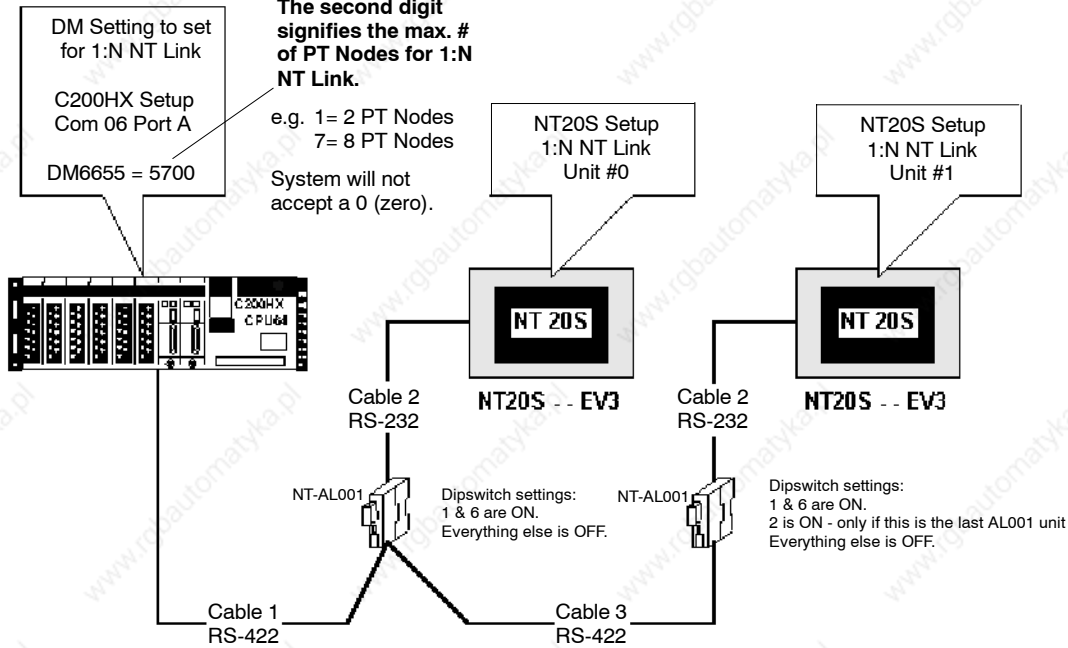 DM Setting to set
for 1:N NT Link
C200HX Setup
Com 06 Port A
DM6655 = 5700
The second digit
signifies the max. #
of PT Nodes for 1:N
NT Link.
e.g. 1= 2 PT Nodes
7= 8 PT Nodes
System will not
accept a 0 (zero).
NT20S Setup
1:N NT Link
Unit #0
NT20S Setup
1:N NT Link
Unit #1
C200HX
NT 20S
NT20S - - EV3
NT 20S
NT20S - - EV3
Cable 2
RS-232
Cable 2
RS-232
NT-AL001
Dipswitch settings:
1 & 6 are ON.
Everything else is OFF.
NT-AL001
Dipswitch settings:
1 & 6 are ON.
2 is ON - only if this is the last AL001 unit
Everything else is OFF.
Cable 1
RS-422
Cable 3
RS-422
www.rgbautomatyka.pl